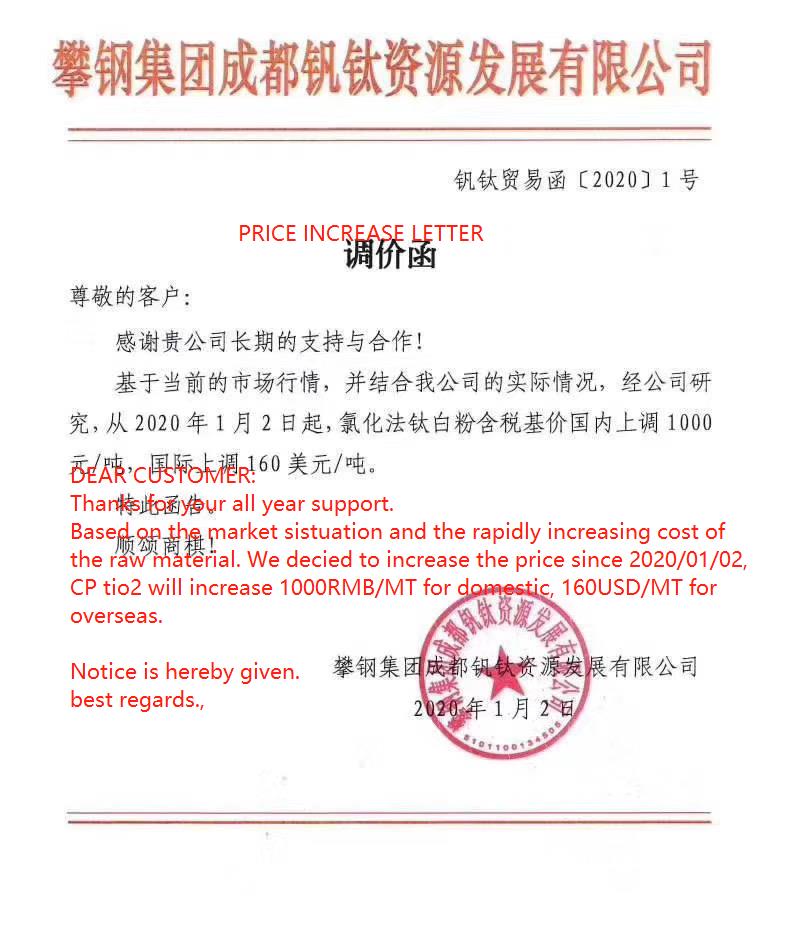 攀钢集团成都钒钛资源发展有限公司
钒钛贸易函〔2020〕1号
PRICE INCREASE LETTER
调价函
尊敬的客户：
感谢贵公司长期的支持与合作！
基于当前的市场行情，并结合我公司的实际情况，经公司研
究，从2020年1月2日起，氯化法钛白粉含税基价国内上调1000
元/吨，国际上调160美元/吨。
特此函告。
顺颂商棋！
DEAR CUSTOMER:
Thanks for your all year support.
Based on the market sistuation and the rapidly increasing cost of
the raw material. We decied to increase the price since 2020/01/02,
CP tio2 will increase 1000RMB/MT for domestic, 160USD/MT for
overseas.
Notice is hereby given.
best regards.,
攀钢集团成都钒钛资源发展有限公司
2020年1月2日
攀钢集团成都钒钛资源发展有限公司
5101100134505